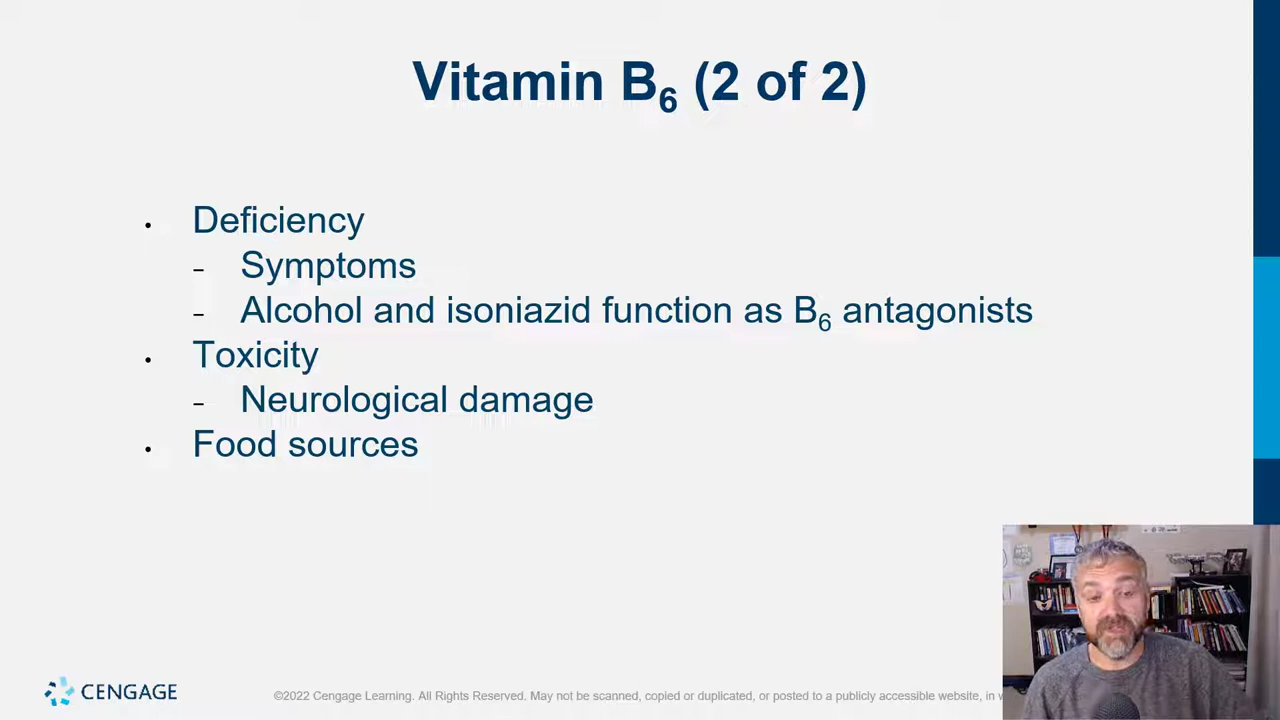 Vitamin B6 (2 of 2)
• Deficiency
– Symptoms
– Alcohol and isoniazid function as B6 antagonists
• Toxicity
– Neurological damage
• Food sources
CENGAGE
©2022 Cengage Learning. All Rights Reserved. May not be scanned, copied or duplicated, or posted to a publicly accessible website, in w